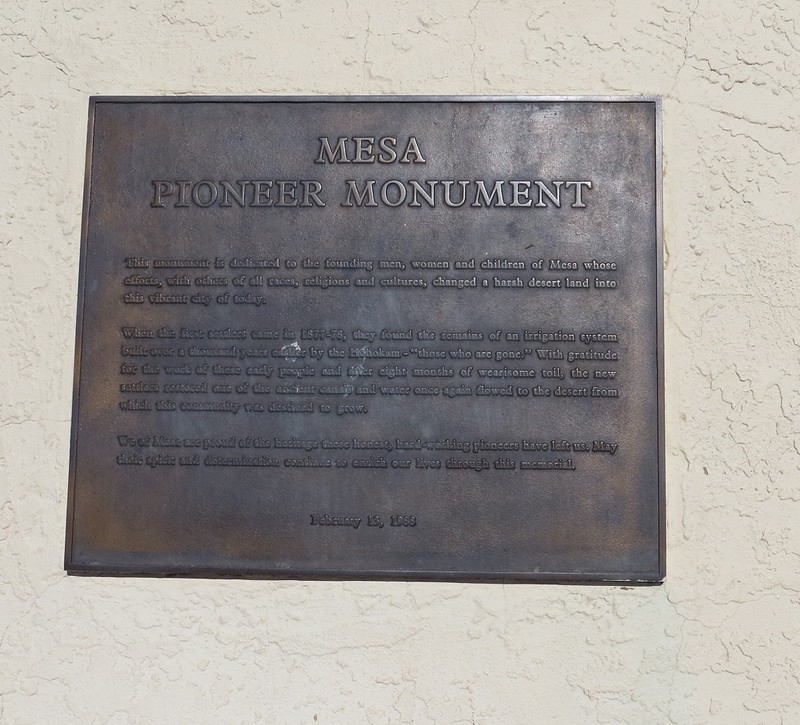 MESA
PIONEER MONUMENT
This monument is dedicated to the founding men, women and children of Mesa whose
efforts, with others of all races, religions and cultures, changed a harsh desert land into
this vibrant city of today.
When the first settlers came in 1877-78, they found the remains of an irrigation system
built over a thousand years earlier by the Hohokam - "those who are gone." With gratitude
for the work of these early people and after eight months of wearisome toil, the new
settlers restored one of the ancient canals and water once again flowed to the desert from
which this community was destined to grow.
We of Mesa are proud of the heritage these honest, hard-working pioneers have left us. May
their spirit and determination continue to enrich our lives through this memorial.
February 15, 1988